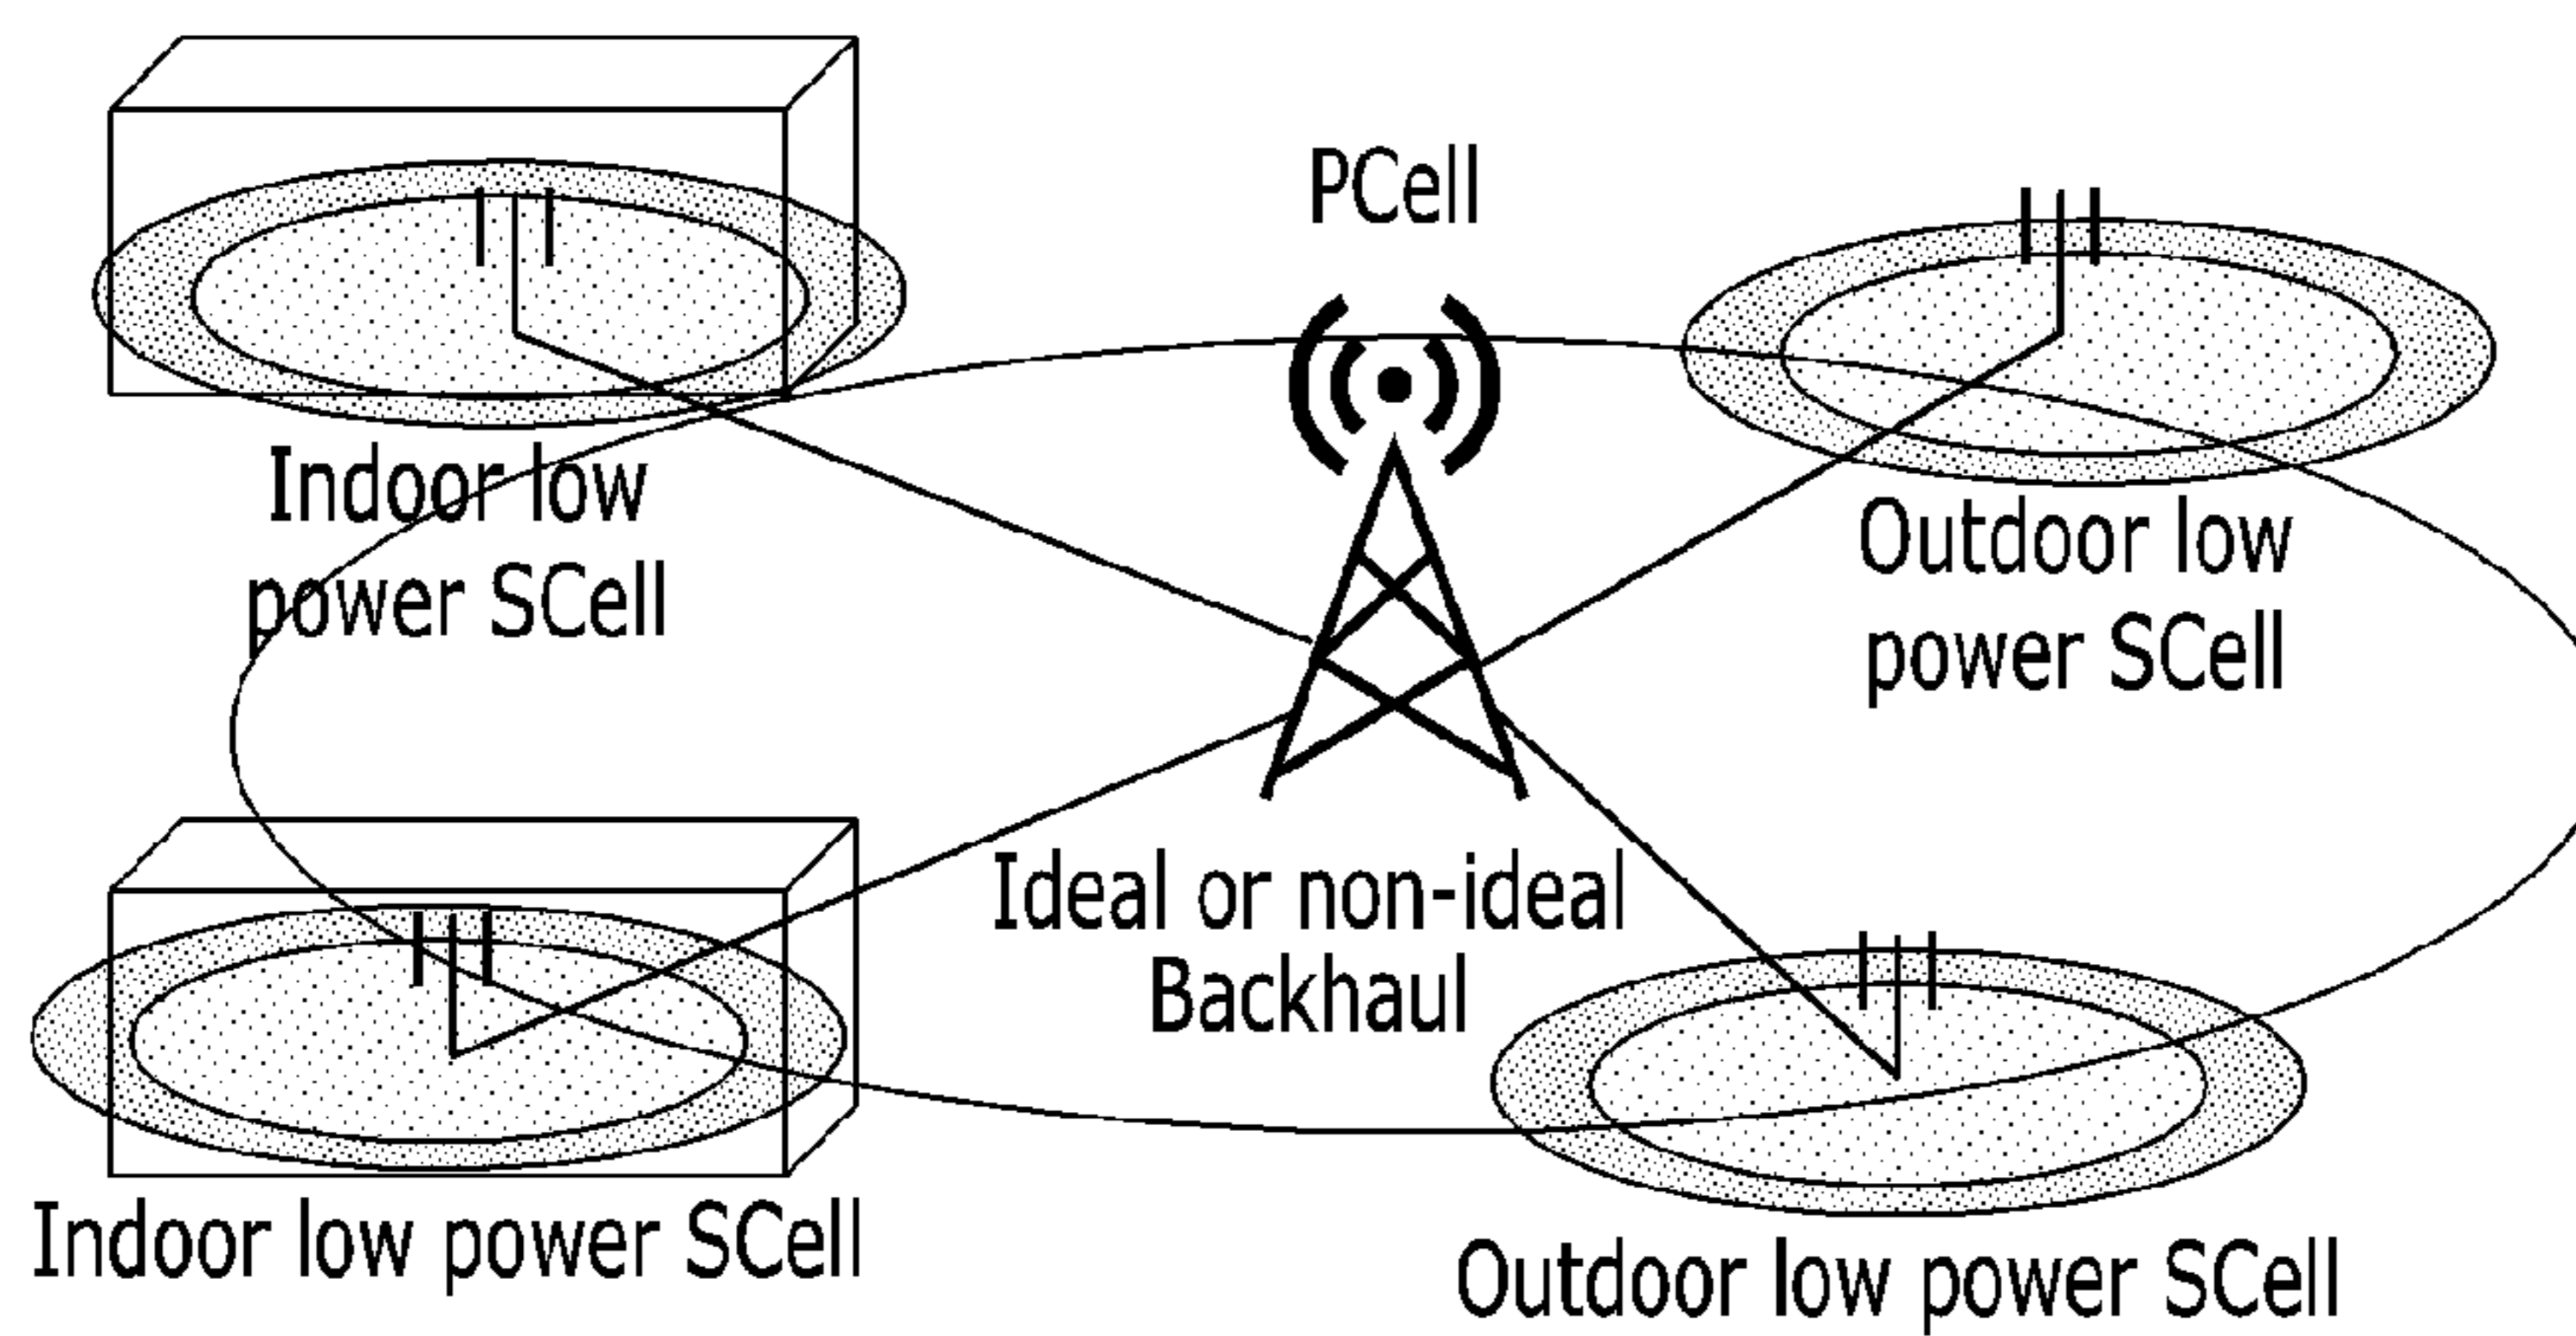 PCell
Indoor low
power SCell
Outdoor low
power SCell
Ideal or non-ideal
Backhaul
Indoor low power SCell
Outdoor low power SCell